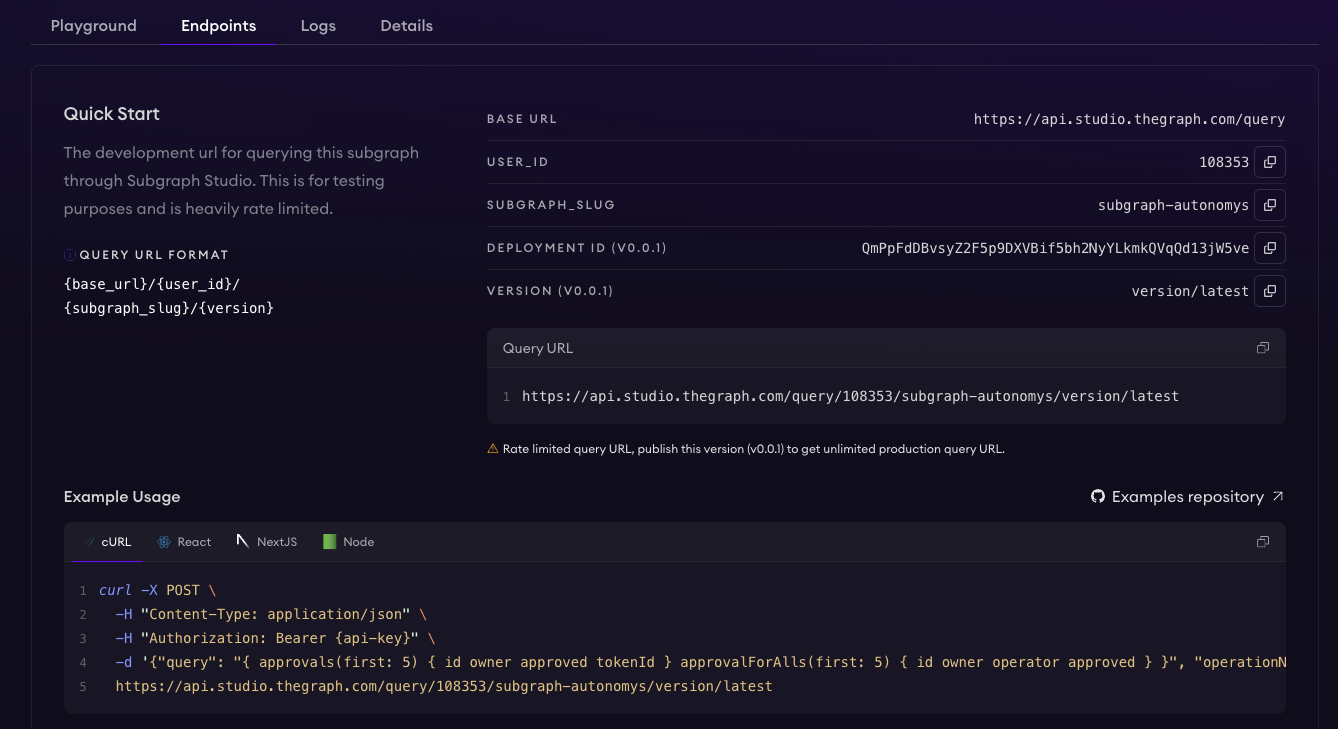 Playground Endpoints Logs Details
Quick Start
The development url for querying this subgraph
through Subgraph Studio. This is for testing
purposes and is heavily rate limited.
QUERY URL FORMAT
{base_url}/{user_id}/
{subgraph_slug}/{version}
BASE URL https://api.studio.thegraph.com/query
USER_ID 108353
SUBGRAPH_SLUG subgraph-autonomys
DEPLOYMENT ID (V0.0.1) QmPpFdDBvsyZ2F5p9DXVBif5bh2NyYLkmkQVqQd13jW5ve
VERSION (V0.0.1) version/latest
Query URL
1 https://api.studio.thegraph.com/query/108353/subgraph-autonomys/version/latest
Rate limited query URL, publish this version (v0.0.1) to get unlimited production query URL.
Example Usage
Examples repository
cURL React NextJS Node
1 curl -X POST \
2 -H "Content-Type: application/json" \
3 -H "Authorization: Bearer {api-key}" \
4 -d '{"query": "{ approvals(first: 5) { id owner approved tokenId } approvalForAlls(first: 5) { id owner operator approved } }", "operationN
5 https://api.studio.thegraph.com/query/108353/subgraph-autonomys/version/latest